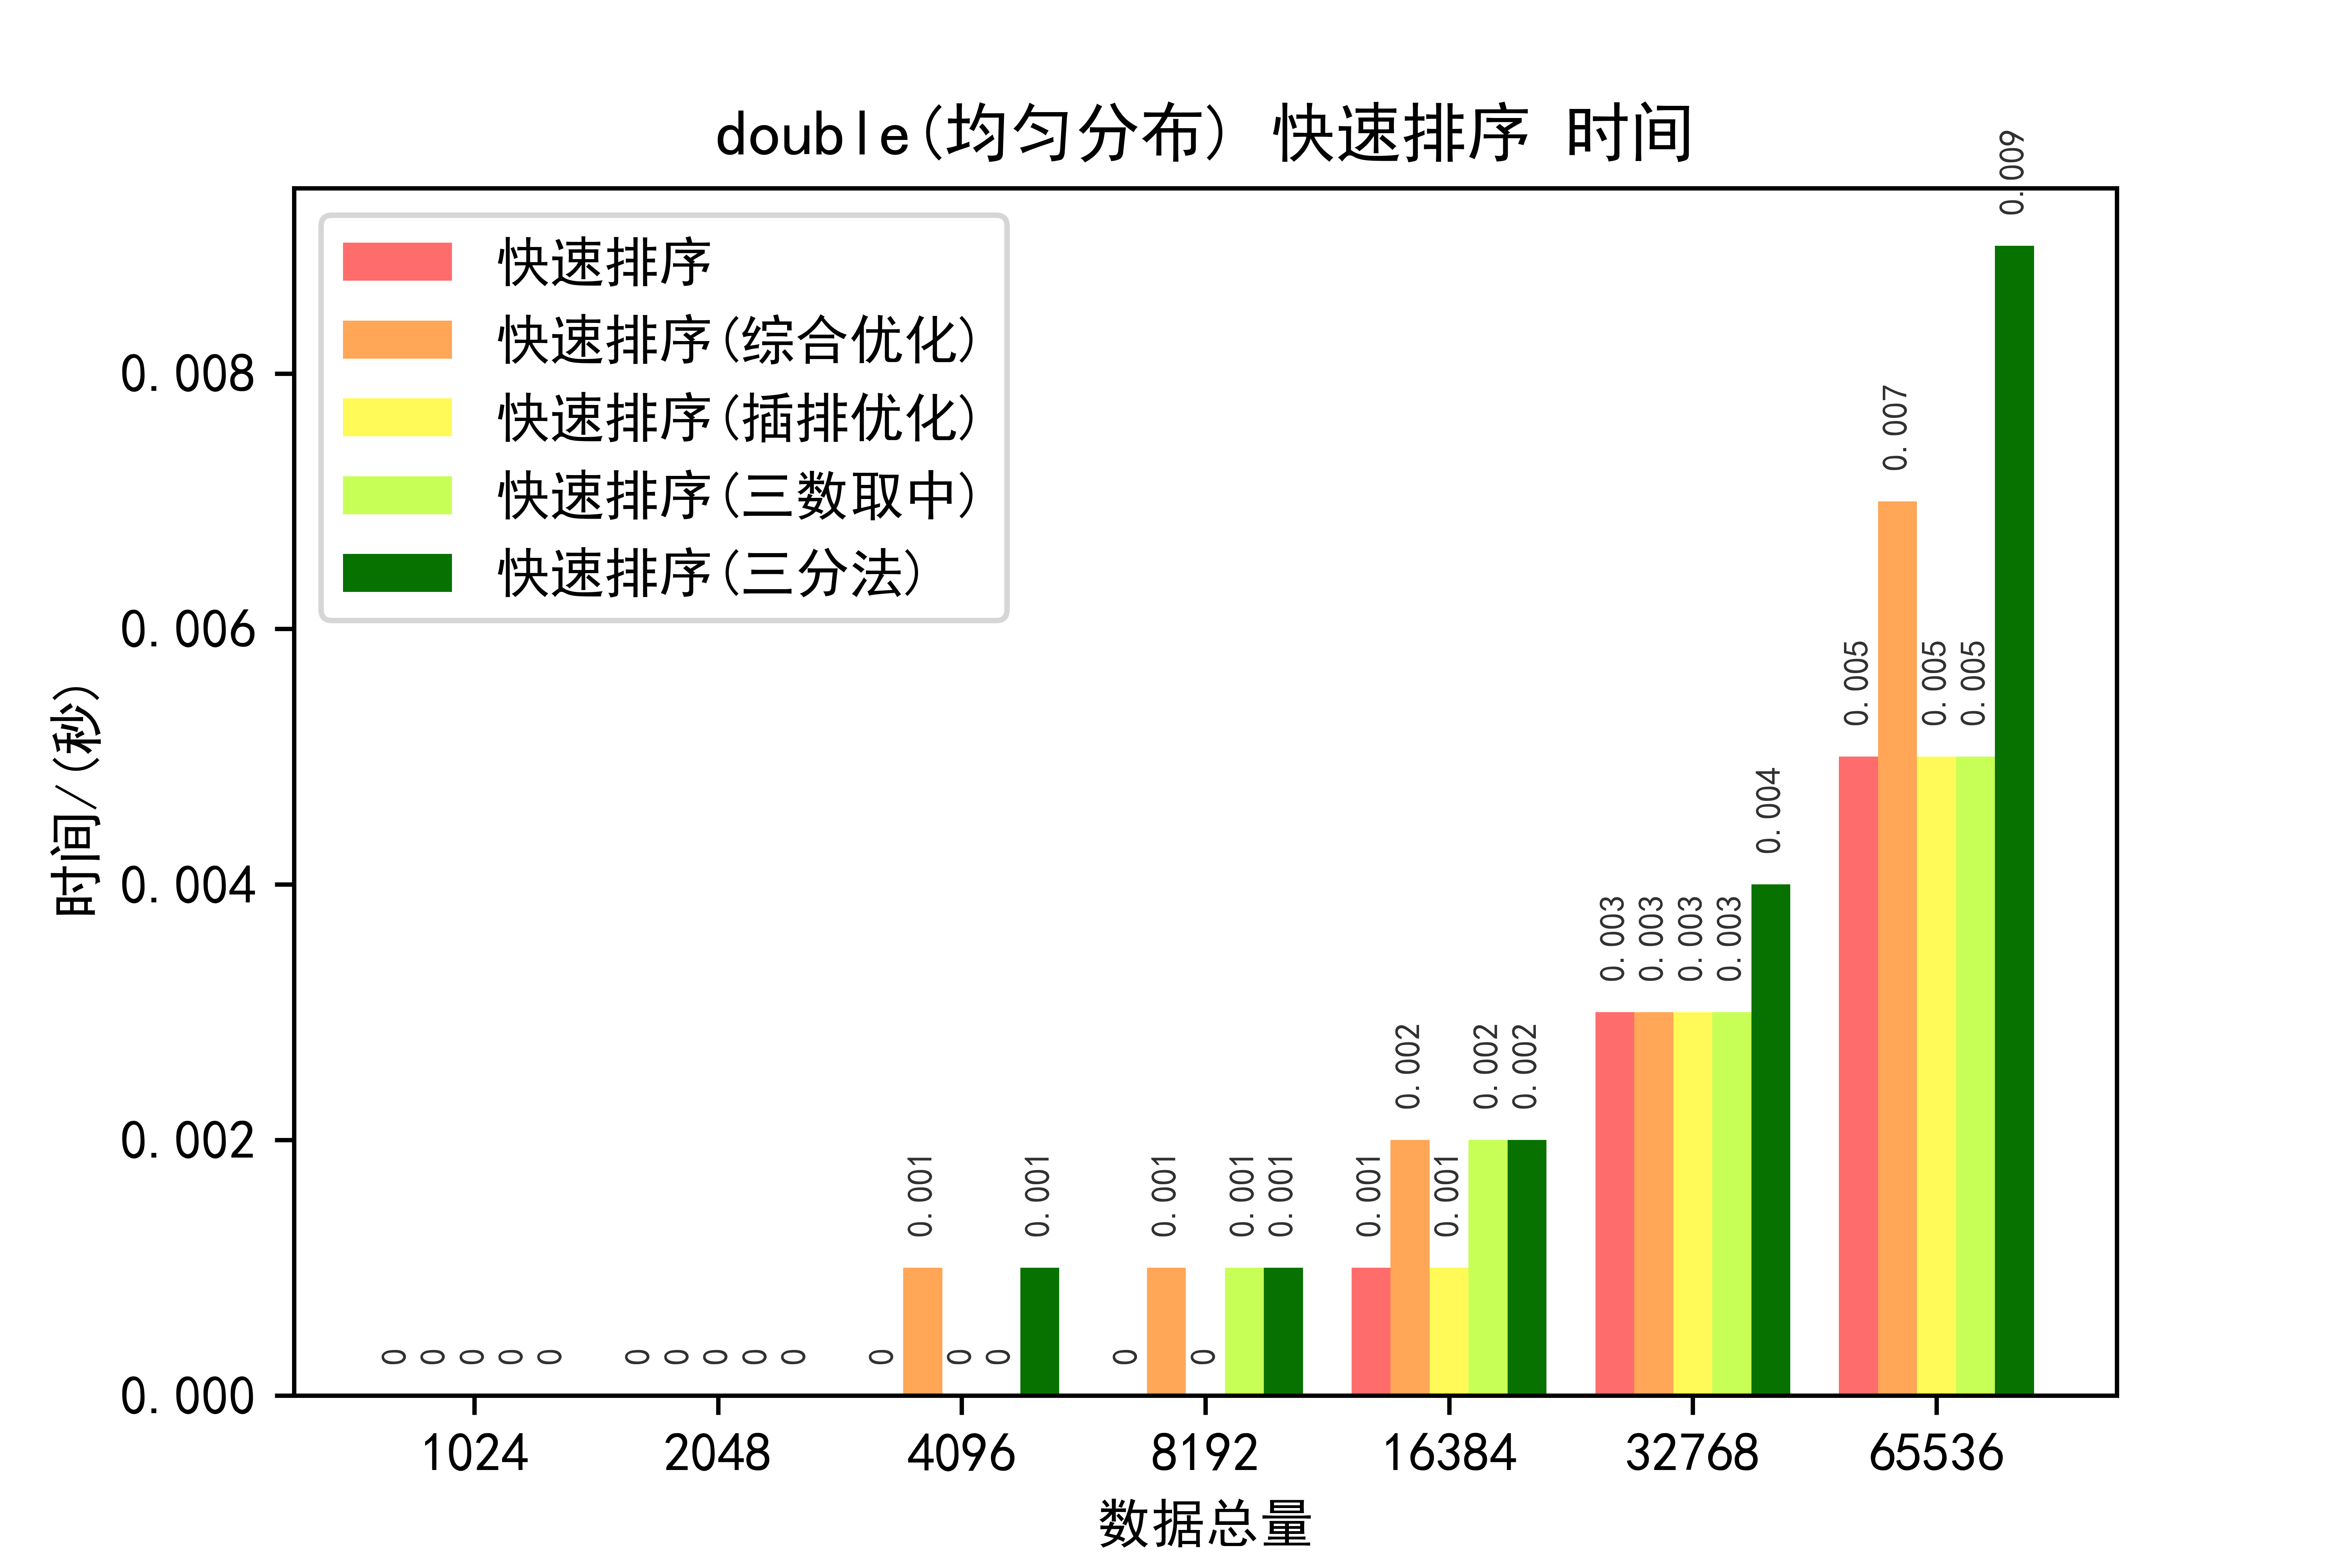 double(均匀分布) 快速排序 时间
快速排序
快速排序(综合优化)
快速排序(插排优化)
快速排序(三数取中)
快速排序(三分法)
时间/(秒)
0.008
0.006
0.004
0.002
0.000
0 0 0 0 0
0 0 0 0 0
0 0.001 0 0 0.001
0 0.001 0 0.001 0.001
0.001 0.002 0.001 0.002 0.002
0.003 0.003 0.003 0.003 0.004
0.005 0.007 0.005 0.005 0.009
1024 2048 4096 8192 16384 32768 65536
数据总量